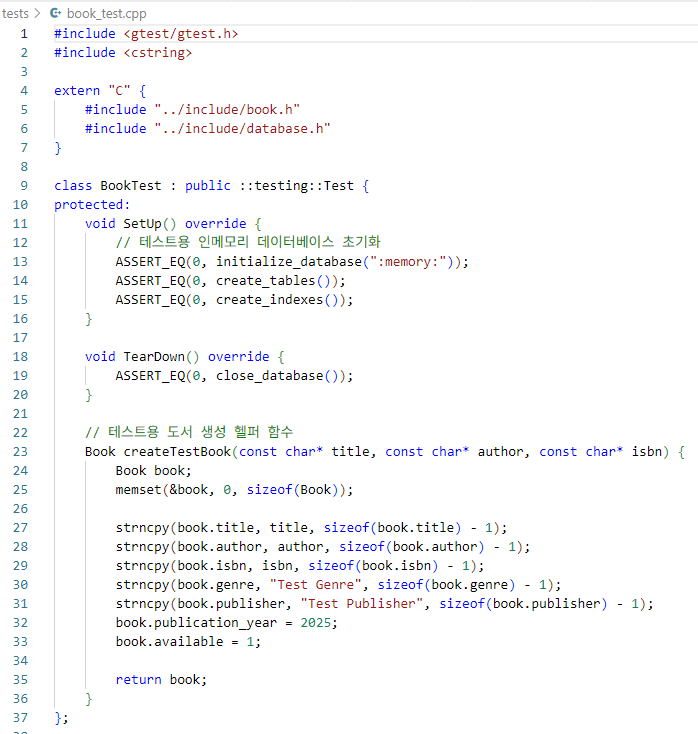 tests > book_test.cpp
1 #include <gtest/gtest.h>
2 #include <cstring>
3
4 extern "C" {
5     #include "../include/book.h"
6     #include "../include/database.h"
7 }
8
9 class BookTest : public ::testing::Test {
10 protected:
11     void SetUp() override {
12         // 테스트용 인메모리 데이터베이스 초기화
13         ASSERT_EQ(0, initialize_database(":memory:"));
14         ASSERT_EQ(0, create_tables());
15         ASSERT_EQ(0, create_indexes());
16     }
17
18     void TearDown() override {
19         ASSERT_EQ(0, close_database());
20     }
21
22     // 테스트용 도서 생성 헬퍼 함수
23     Book createTestBook(const char* title, const char* author, const char* isbn) {
24         Book book;
25         memset(&book, 0, sizeof(Book));
26
27         strncpy(book.title, title, sizeof(book.title) - 1);
28         strncpy(book.author, author, sizeof(book.author) - 1);
29         strncpy(book.isbn, isbn, sizeof(book.isbn) - 1);
30         strncpy(book.genre, "Test Genre", sizeof(book.genre) - 1);
31         strncpy(book.publisher, "Test Publisher", sizeof(book.publisher) - 1);
32         book.publication_year = 2025;
33         book.available = 1;
34
35         return book;
36     }
37 };